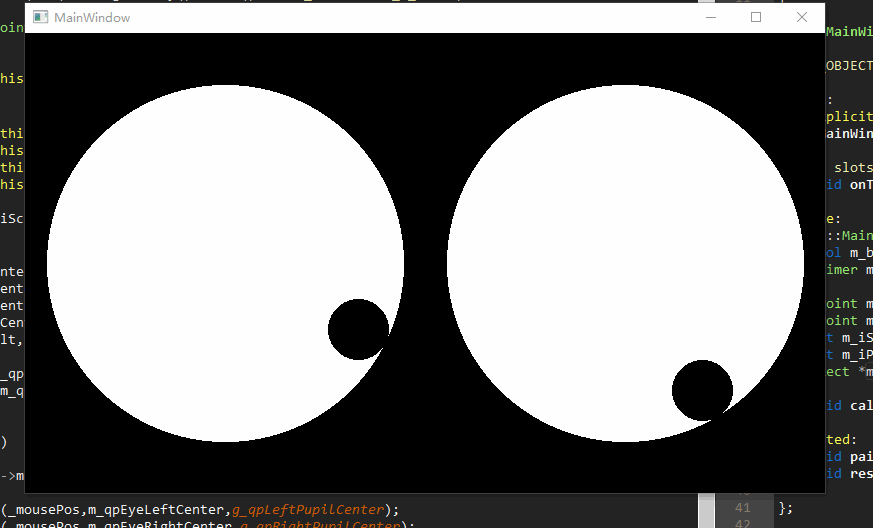 MainWindow
oin
his
thi
his
thi
his
iSc
nte
ent
ent
Cen
lt,
_qp
m_q
)
->m
(_mousePos,m_qpEyeLeftCenter,g_qpLeftPupilCenter);
(_mousePos,m_qpEyeRightCenter,g_qpRightPupilCenter);
MainWi
_OBJECT
:
plicit
MainWin
slots
id onT
e:
::Main
ol m_b
imer m
oint m
oint m
t m_iS
t m_iP
ect *m
id cal
ted:
id pai
id res
41 };
42